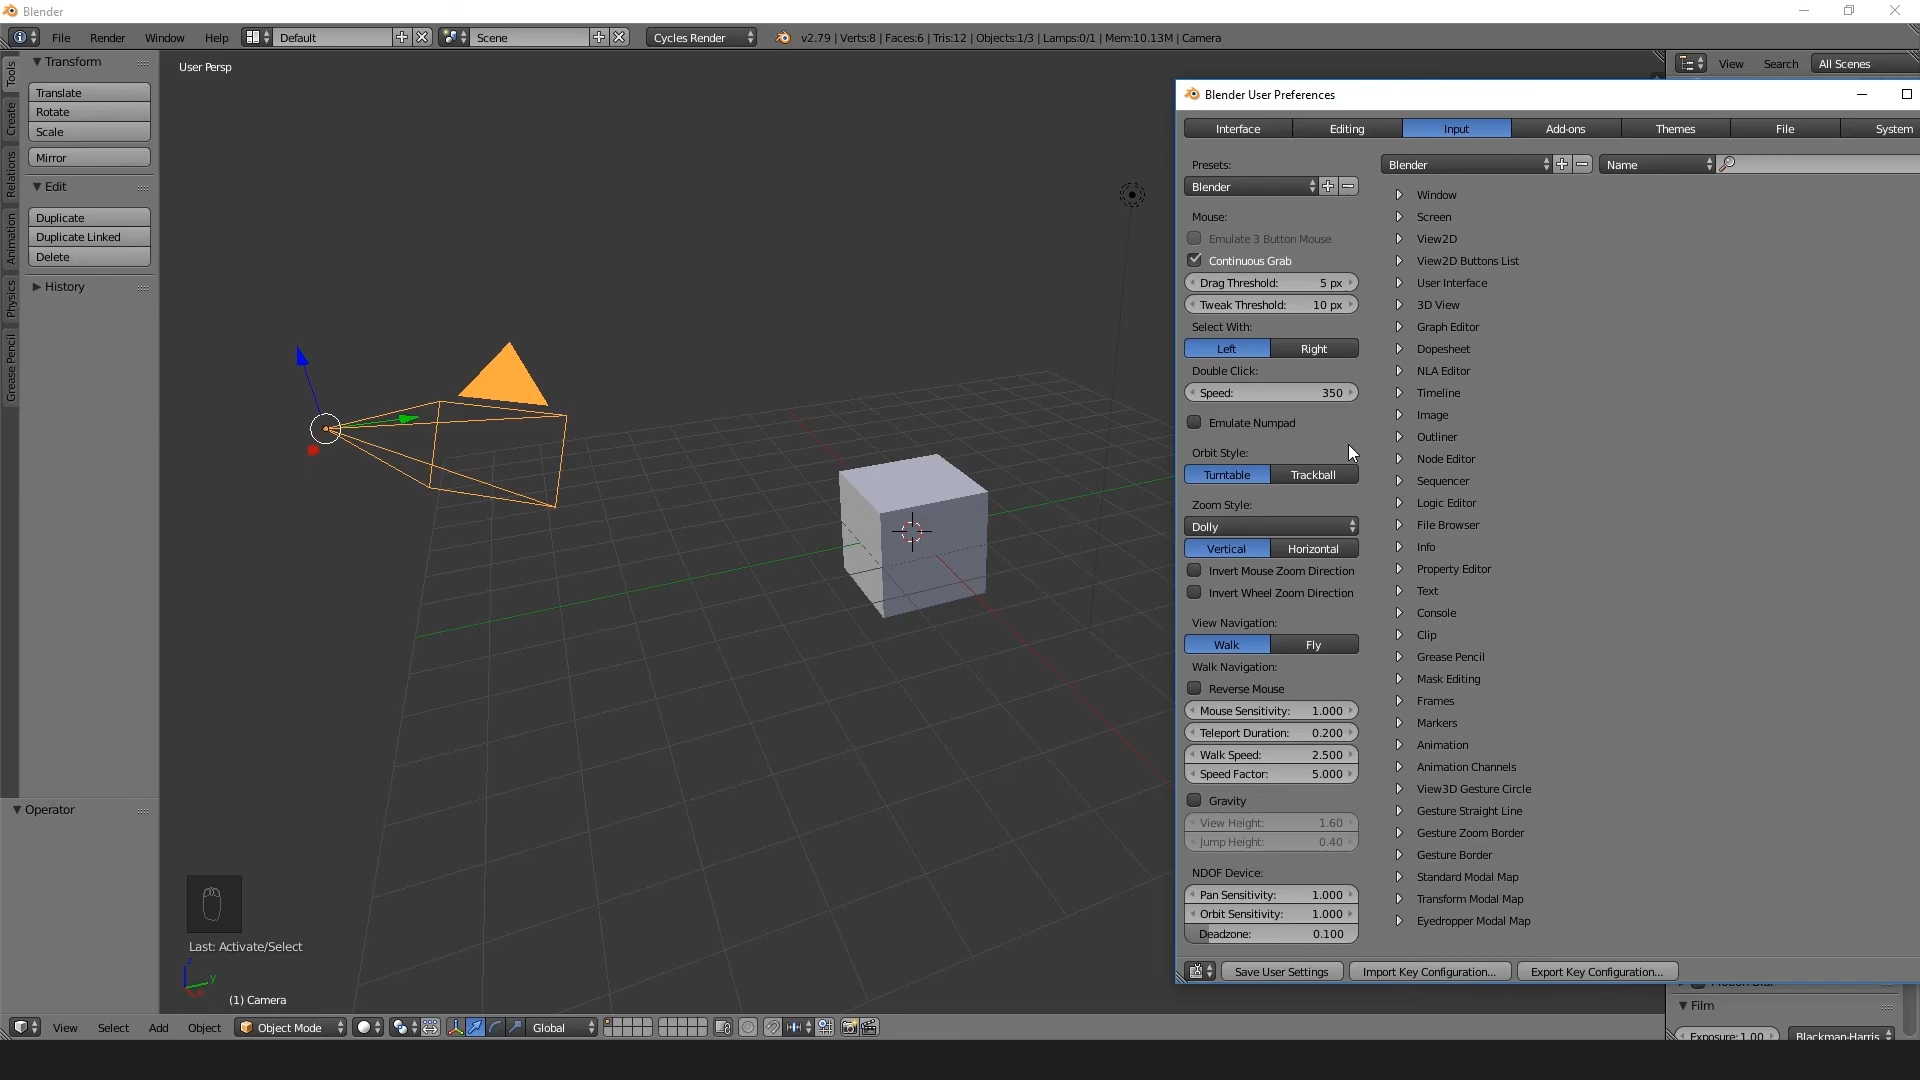 Blender
File Render Window Help Default Scene Cycles Render v2.79 | Verts:8 | Faces:6 | Tris:12 | Objects:1/3 | Lamps:0/1 | Mem:10.13M | Camera
Tools
Create
Relations
Animation
Physics
Grease Pencil
Transform
Translate
Rotate
Scale
Mirror
Edit
Duplicate
Duplicate Linked
Delete
History
Operator
User Persp
Last: Activate/Select
z
y
(1) Camera
View Select Add Object Object Mode Global
View Search All Scenes
Blender User Preferences
Interface Editing Input Add-ons Themes File System
Presets:
Blender
Mouse:
Emulate 3 Button Mouse
Continuous Grab
Drag Threshold: 5 px
Tweak Threshold: 10 px
Select With:
Left Right
Double Click:
Speed: 350
Emulate Numpad
Orbit Style:
Turntable Trackball
Zoom Style:
Dolly
Vertical Horizontal
Invert Mouse Zoom Direction
Invert Wheel Zoom Direction
View Navigation:
Walk Fly
Walk Navigation:
Reverse Mouse
Mouse Sensitivity: 1.000
Teleport Duration: 0.200
Walk Speed: 2.500
Speed Factor: 5.000
Gravity
View Height: 1.60
Jump Height: 0.40
NDOF Device:
Pan Sensitivity: 1.000
Orbit Sensitivity: 1.000
Deadzone: 0.100
Blender Name
Window
Screen
View2D
View2D Buttons List
User Interface
3D View
Graph Editor
Dopesheet
NLA Editor
Timeline
Image
Outliner
Node Editor
Sequencer
Logic Editor
File Browser
Info
Property Editor
Text
Console
Clip
Grease Pencil
Mask Editing
Frames
Markers
Animation
Animation Channels
View3D Gesture Circle
Gesture Straight Line
Gesture Zoom Border
Gesture Border
Standard Modal Map
Transform Modal Map
Eyedropper Modal Map
Save User Settings Import Key Configuration... Export Key Configuration...
Film
Exposure: 1.00 Blackman-Harris